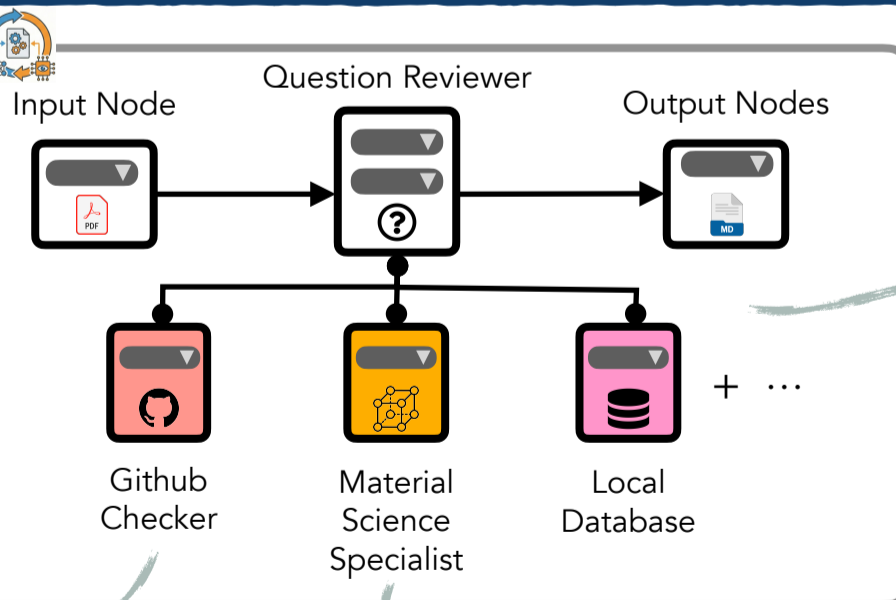 Question Reviewer
Input Node
Output Nodes
PDF
?
MD
+ ...
Github
Checker
Material
Science
Specialist
Local
Database